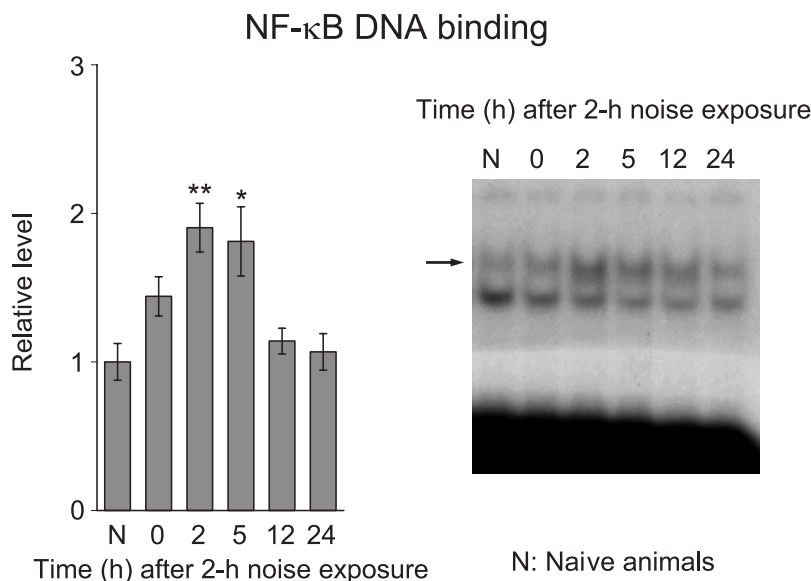 NF-κB DNA binding
3
2
1
0
Relative level
**
*
N 0 2 5 12 24
Time (h) after 2-h noise exposure
Time (h) after 2-h noise exposure
N 0 2 5 12 24
N: Naive animals